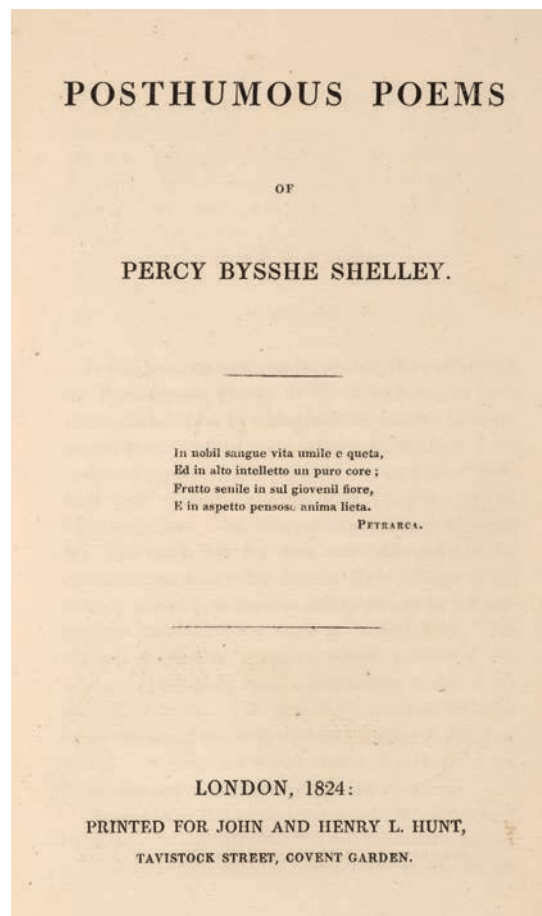 POSTHUMOUS POEMS
OF
PERCY BYSSHE SHELLEY.
In nobil sangue vita umile e queta,
Ed in alto intelletto un puro core ;
Frutto senile in sul giovenil fiore,
E in aspetto pensoso anima lieta.
PETRARCA.
LONDON, 1824:
PRINTED FOR JOHN AND HENRY L. HUNT,
TAVISTOCK STREET, COVENT GARDEN.